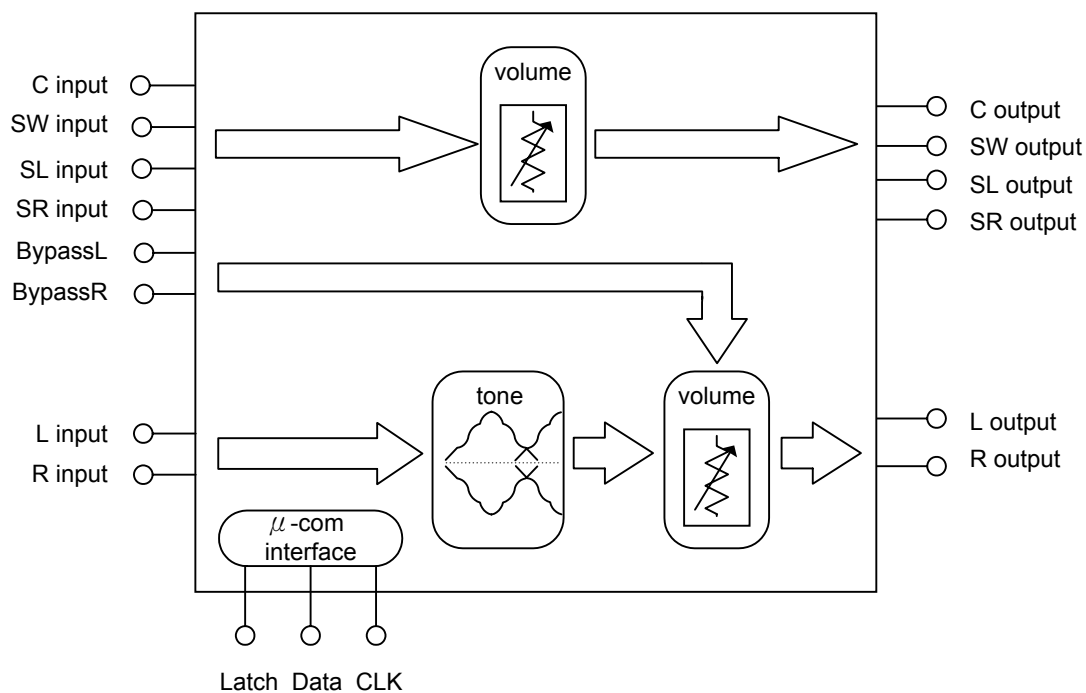 C input
SW input
SL input
SR input
BypassL
BypassR
L input
R input
volume
tone
volume
μ-com
interface
Latch Data CLK
C output
SW output
SL output
SR output
L output
R output